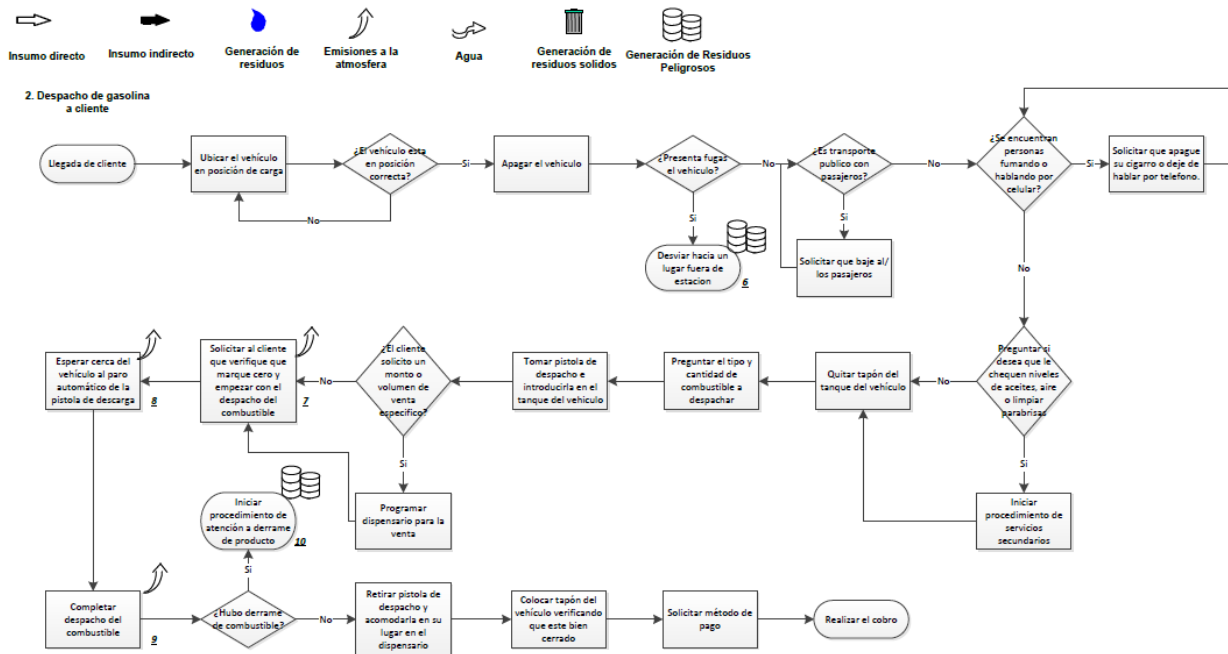 Insumo directo
Insumo indirecto
Generación de
residuos
Emisiones a la
atmosfera
Agua
Generación de
residuos solidos
Generación de Residuos
Peligrosos
2. Despacho de gasolina
a cliente
Llegada de cliente
Ubicar el vehículo
en posición de carga
¿El vehículo esta
en posición
correcta?
Si
No
Apagar el vehiculo
¿Presenta fugas
el vehiculo?
No
Si
Desviar hacia un
lugar fuera de
estacion
6
¿Es transporte
publico con
pasajeros?
No
Si
Solicitar que baje al/
los pasajeros
¿Se encuentran
personas
fumando o
hablando por
celular?
Si
Solicitar que apague
su cigarro o deje de
hablar por telefono.
No
Preguntar si
desea que le
chequen niveles
de aceites, aire
o limpiar
parabrisas
No
Si
Iniciar
procedimiento de
servicios
secundarios
Quitar tapón del
tanque del vehículo
Preguntar el tipo y
cantidad de
combustible a
despachar
Tomar pistola de
despacho e
introducirla en el
tanque del vehiculo
¿El cliente
solicito un
monto o
volumen de
venta
especifico?
No
Si
Programar
dispensario para la
venta
Solicitar al cliente
que verifique que
marque cero y
empezar con el
despacho del
combustible
7
Esperar cerca del
vehículo al paro
automático de la
pistola de descarga
8
Completar
despacho del
combustible
9
¿Hubo derrame
de combustible?
Si
Iniciar
procedimiento de
atención a derrame
de producto
10
No
Retirar pistola de
despacho y
acomodarla en su
lugar en el
dispensario
Colocar tapón del
vehículo verificando
que este bien
cerrado
Solicitar método de
pago
Realizar el cobro